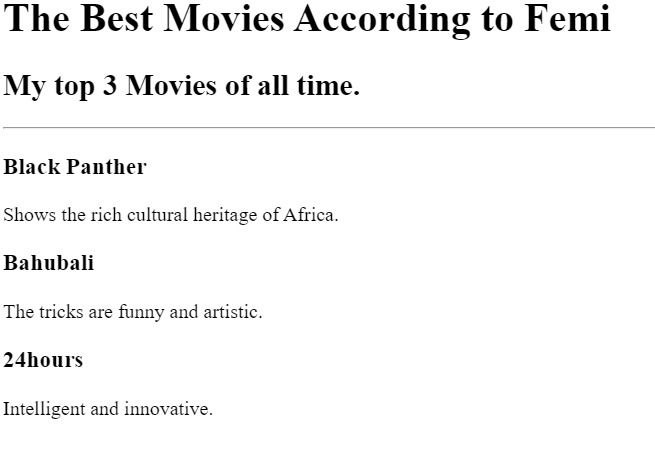 The Best Movies According to Femi
My top 3 Movies of all time.
Black Panther
Shows the rich cultural heritage of Africa.
Bahubali
The tricks are funny and artistic.
24hours
Intelligent and innovative.